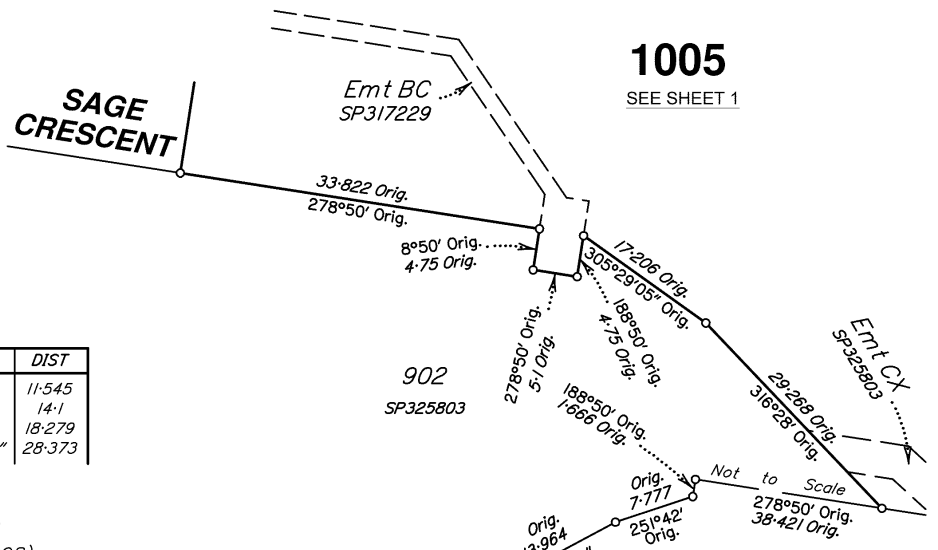 1005
SEE SHEET 1
Emt BC
SP317229
SAGE
CRESCENT
33·822 Orig.
278°50' Orig.
8°50' Orig.
4·75 Orig.
17·206 Orig.
305°29'05" Orig.
188°50' Orig.
4·75 Orig.
278°50' Orig.
5·1 Orig.
Emt CX
SP325803
DIST
11·545
14·1
18·279
" 28·373
902
SP325803
29·268 Orig.
316°28' Orig.
188°50' Orig.
1·666 Orig.
Not to Scale
278°50' Orig.
38·421 Orig.
Orig.
7·777
251°42'
Orig.
Orig.
3·964